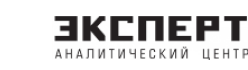 ЭКСПЕРТ
АНАЛИТИЧЕСКИЙ ЦЕНТР